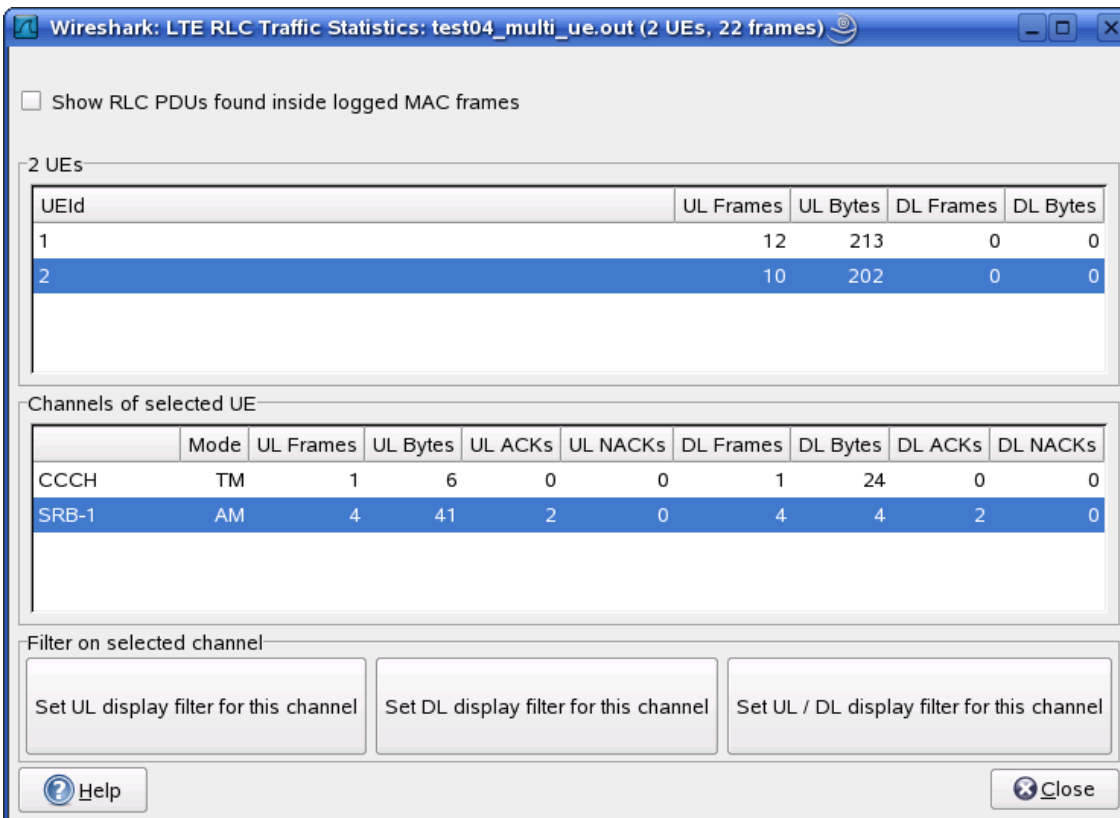 Wireshark: LTE RLC Traffic Statistics: test04_multi_ue.out (2 UEs, 22 frames)
Show RLC PDUs found inside logged MAC frames
2 UEs
UEId UL Frames UL Bytes DL Frames DL Bytes
1 12 213 0 0
2 10 202 0 0
Channels of selected UE
Mode UL Frames UL Bytes UL ACKs UL NACKs DL Frames DL Bytes DL ACKs DL NACKs
CCCH TM 1 6 0 0 1 24 0 0
SRB-1 AM 4 41 2 0 4 4 2 0
Filter on selected channel
Set UL display filter for this channel Set DL display filter for this channel Set UL / DL display filter for this channel
Help Close